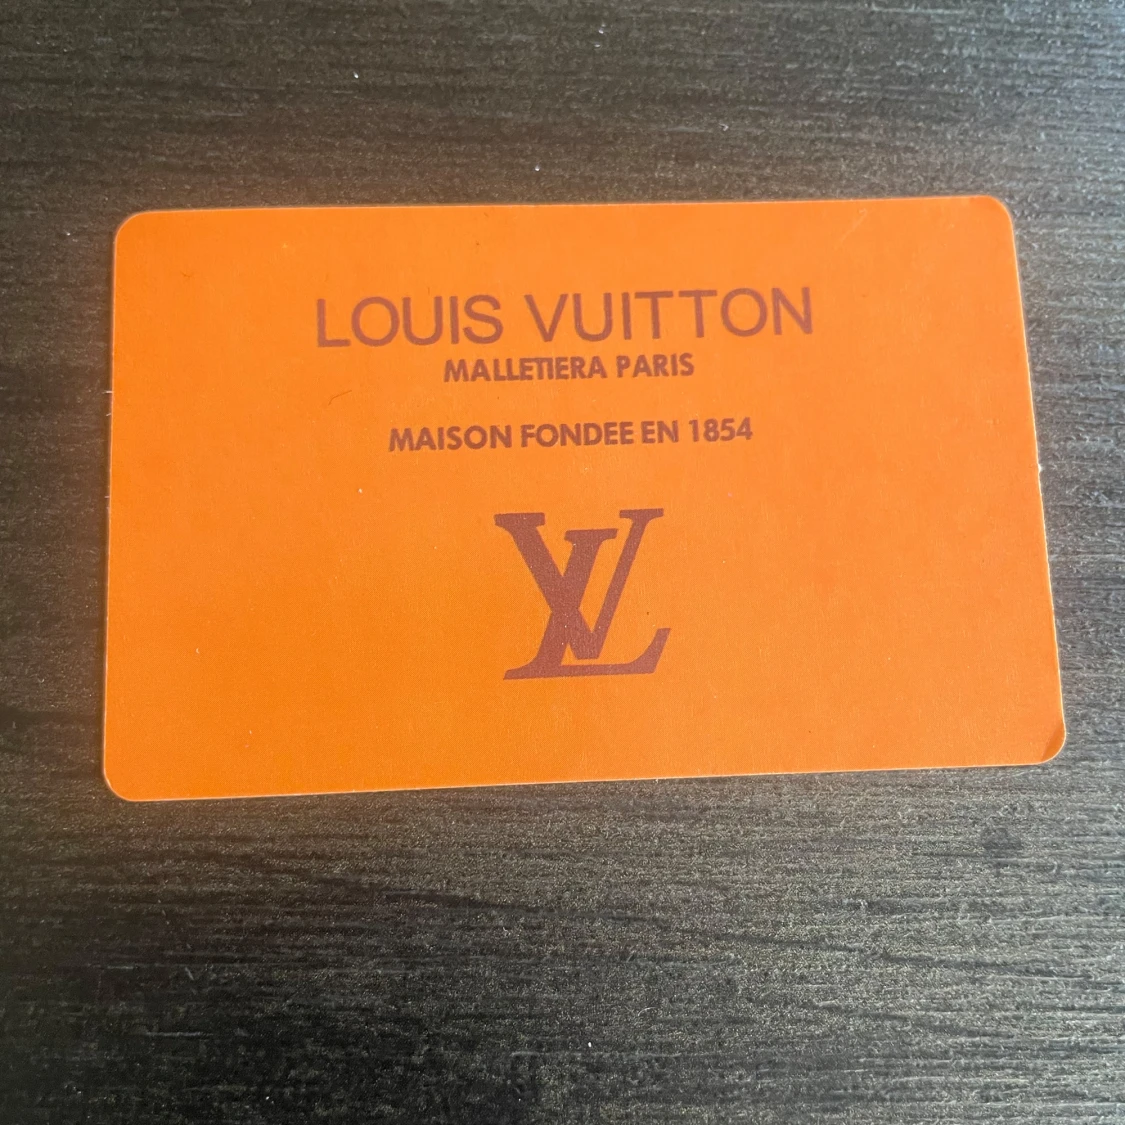 LOUIS VUITTON
MALLETIERA PARIS
MAISON FONDEE EN 1854
LV